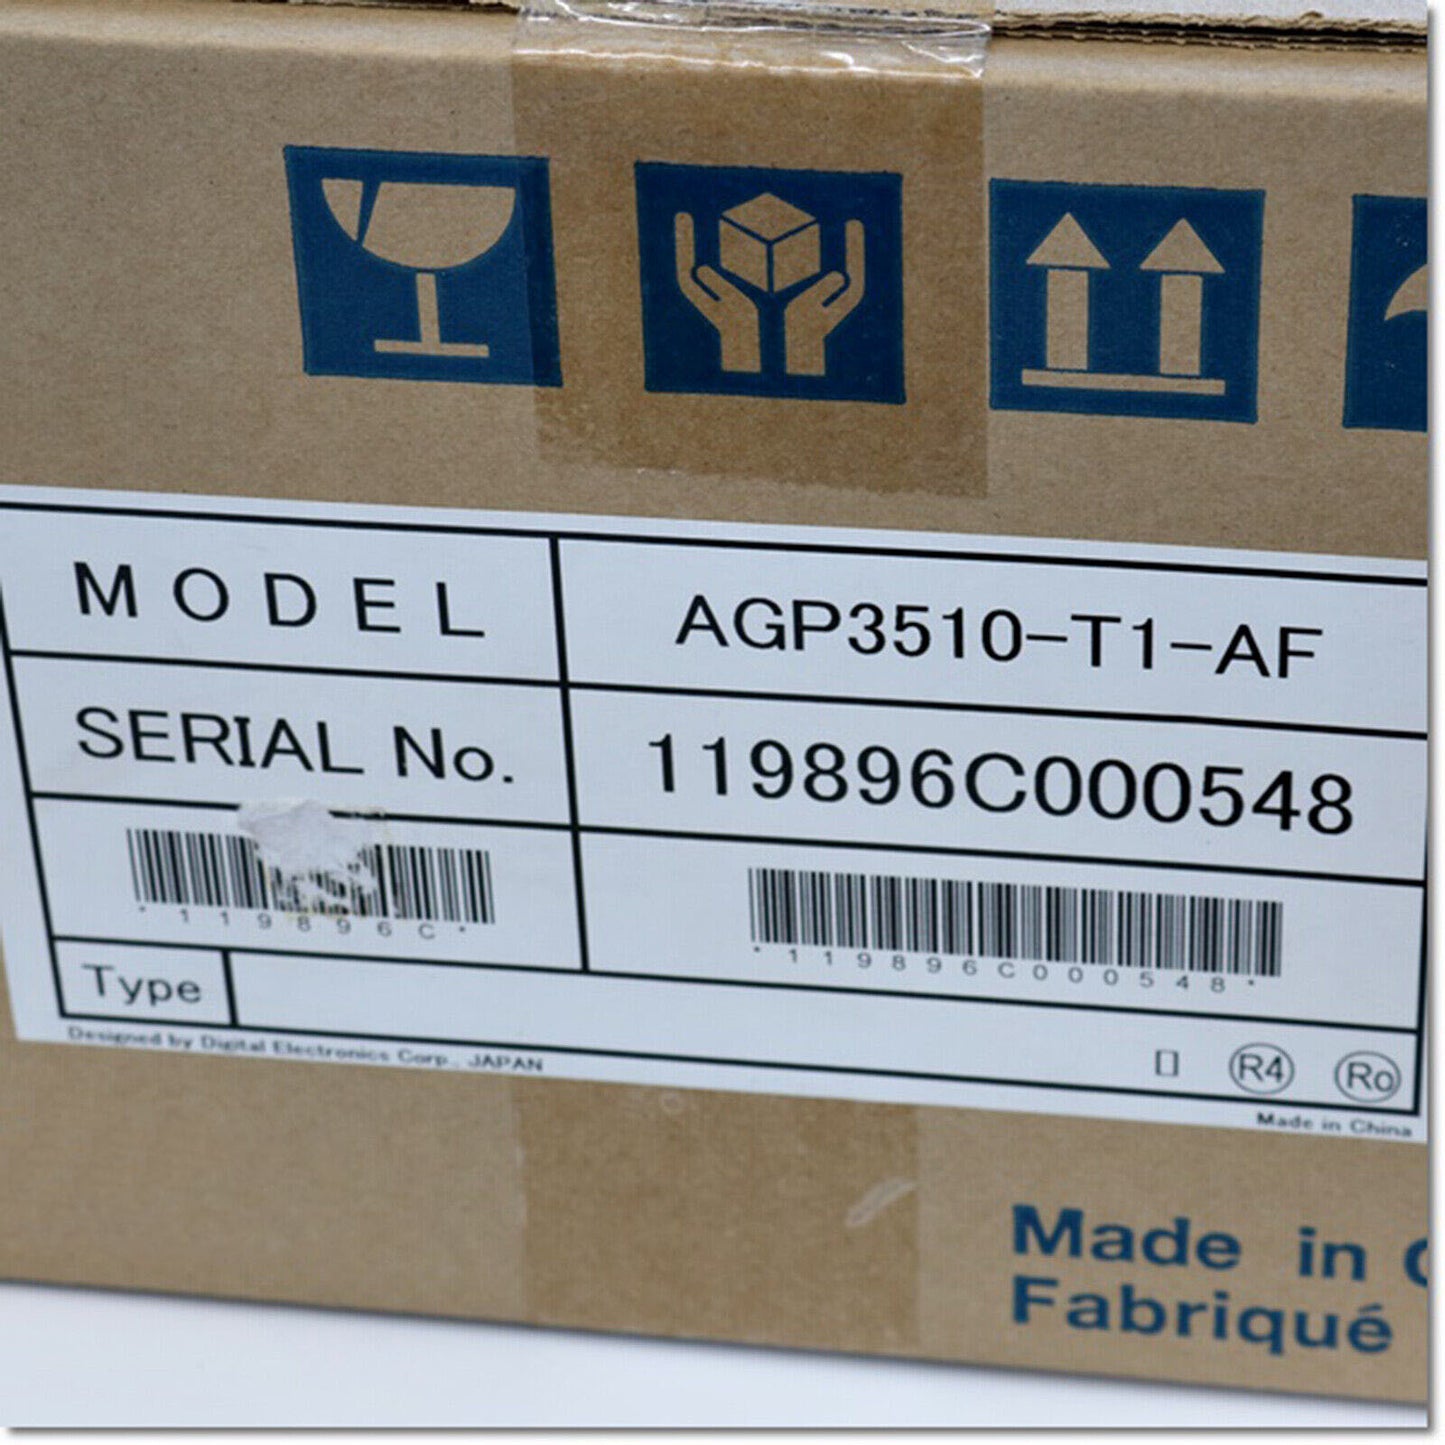 MODEL AGP3510-T1-AF
SERIAL No. 119896C000548
*119896C* *119896C000548*
Type
Designed by Digital Electronics Corp., JAPAN
R4 Ro
Made in China
Made in C
Fabriqué